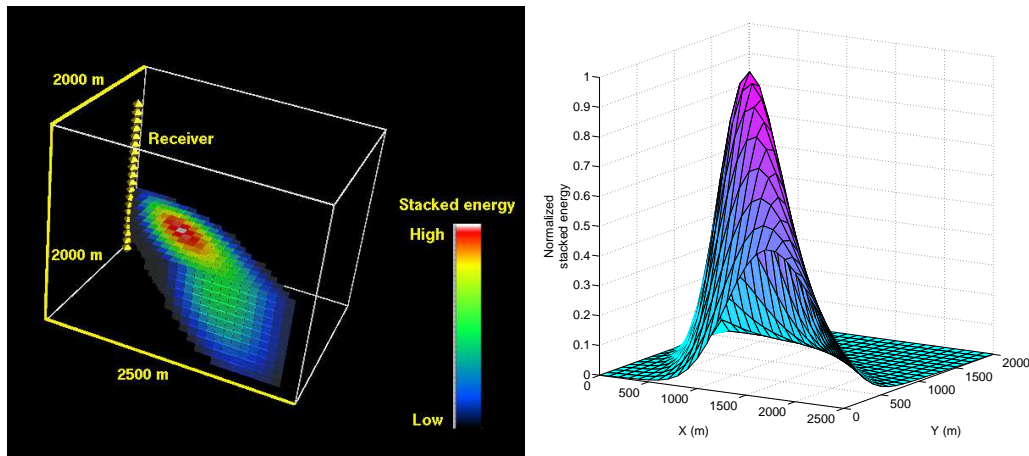 2000 m
Receiver
Stacked energy
High
2000 m
2500 m
Low
1
0.9
0.8
0.7
0.6
0.5
0.4
0.3
0.2
0.1
0
Normalized
stacked energy
0
500
1000
1500
2000
2500
X (m)
0
500
1000
1500
2000
Y (m)